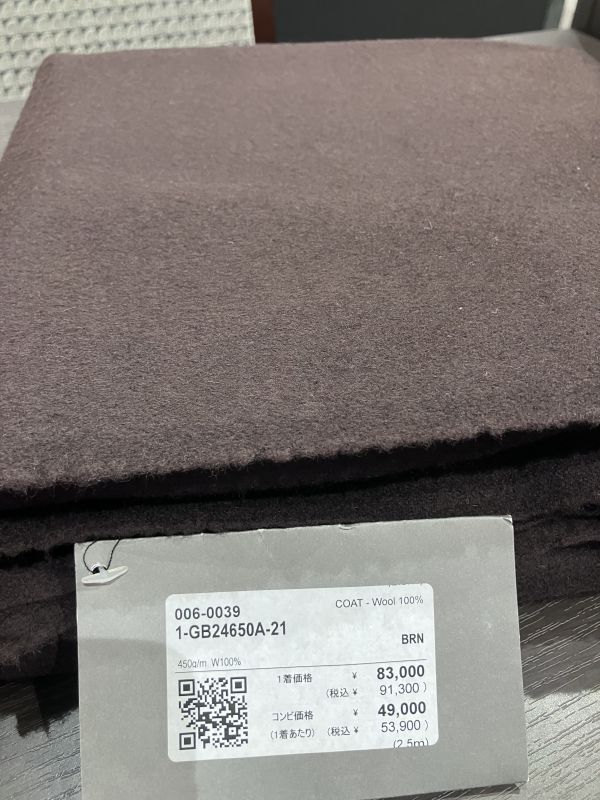 006-0039
COAT - Wool 100%
1-GB24650A-21
BRN
450g/m W100%
1着価格 ¥ 83,000
(税込 ¥ 91,300 )
コンビ価格 ¥ 49,000
(1着あたり) (税込 ¥ 53,900 )
(2.5m)